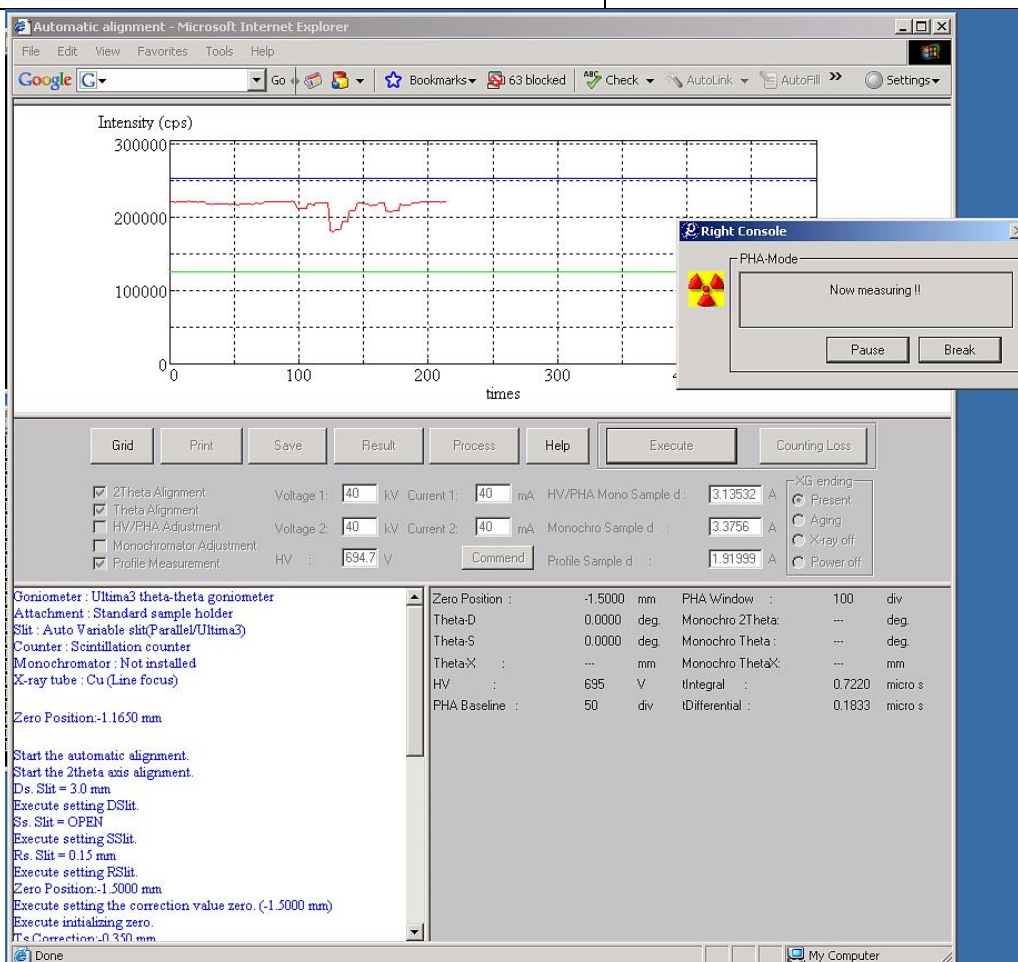 Automatic alignment - Microsoft Internet Explorer
File Edit View Favorites Tools Help
Google G Go Bookmarks 63 blocked ABC Check AutoLink AutoFill » Settings
Intensity (cps)
300000
200000
100000
0
0 100 200 300
times
Right Console
PHA-Mode
Now measuring !!
Pause Break
Grid Print Save Result Process Help Execute Counting Loss
2Theta Alignment
Theta Alignment
HV/PHA Adjustment
Monochromator Adjustment
Profile Measurement
Voltage 1: 40 kV Current 1: 40 mA HV/PHA Mono Sample d : 3.13532 A
Voltage 2: 40 kV Current 2: 40 mA Monochro Sample d : 3.3756 A
HV : 694.7 V Commend Profile Sample d : 1.91999 A
XG ending
Present
Aging
X-ray off
Power off
Goniometer : Ultima3 theta-theta goniometer
Attachment : Standard sample holder
Slit : Auto Variable slit(Parallel/Ultima3)
Counter : Scintillation counter
Monochromator : Not installed
X-ray tube : Cu (Line focus)
Zero Position:-1.1650 mm
Start the automatic alignment.
Start the 2theta axis alignment.
Ds. Slit = 3.0 mm
Execute setting DSlit.
Ss. Slit = OPEN
Execute setting SSlit.
Rs. Slit = 0.15 mm
Execute setting RSlit.
Zero Position:-1.5000 mm
Execute setting the correction value zero. (-1.5000 mm)
Execute initializing zero.
Ts Correction:-0.350 mm
Zero Position : -1.5000 mm PHA Window : 100 div
Theta-D 0.0000 deg. Monochro 2Theta: --- deg.
Theta-S 0.0000 deg. Monochro Theta : --- deg.
Theta-X : --- mm Monochro ThetaX: --- mm
HV : 695 V tIntegral : 0.7220 micro s
PHA Baseline : 50 div tDifferential : 0.1833 micro s
Done My Computer